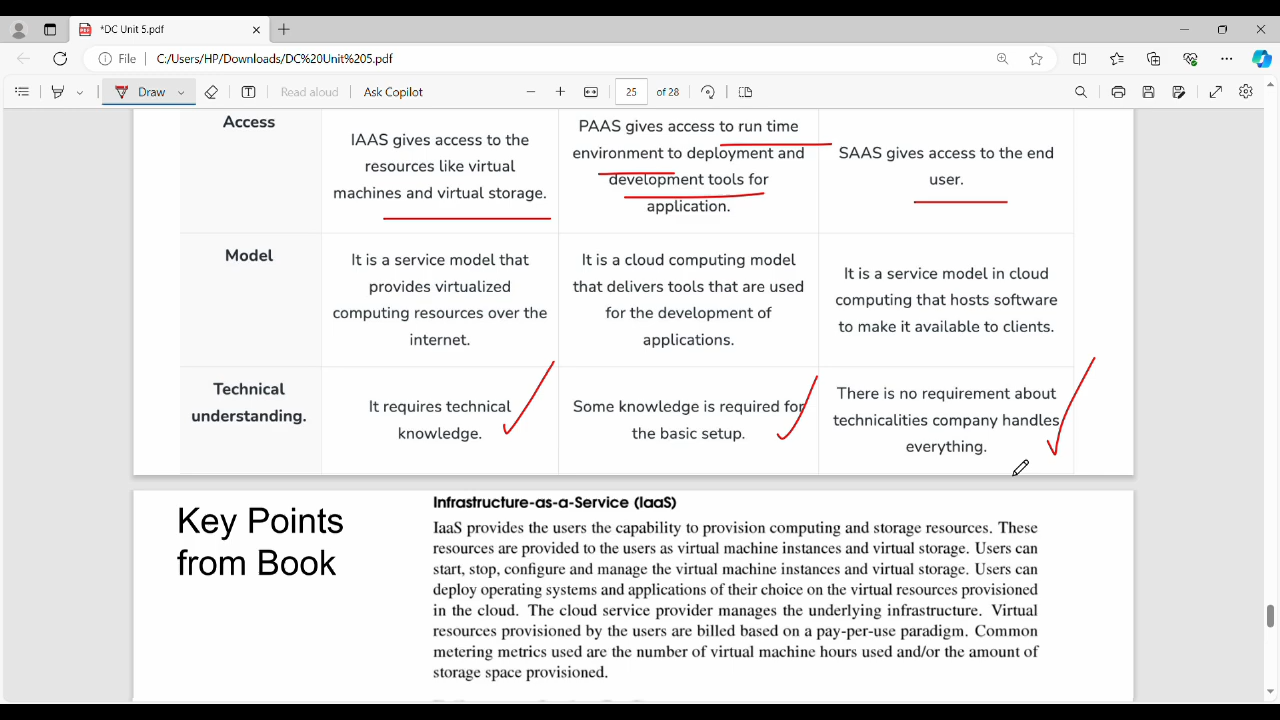 *DC Unit 5.pdf
File
C:/Users/HP/Downloads/DC%20Unit%205.pdf
Draw
Read aloud
Ask Copilot
25
of 28
Access
IAAS gives access to the
resources like virtual
machines and virtual storage.
PAAS gives access to run time
environment to deployment and
development tools for
application.
SAAS gives access to the end
user.
Model
It is a service model that
provides virtualized
computing resources over the
internet.
It is a cloud computing model
that delivers tools that are used
for the development of
applications.
It is a service model in cloud
computing that hosts software
to make it available to clients.
Technical
understanding.
It requires technical
knowledge.
Some knowledge is required for
the basic setup.
There is no requirement about
technicalities company handles
everything.
Key Points
from Book
Infrastructure-as-a-Service (IaaS)
IaaS provides the users the capability to provision computing and storage resources. These
resources are provided to the users as virtual machine instances and virtual storage. Users can
start, stop, configure and manage the virtual machine instances and virtual storage. Users can
deploy operating systems and applications of their choice on the virtual resources provisioned
in the cloud. The cloud service provider manages the underlying infrastructure. Virtual
resources provisioned by the users are billed based on a pay-per-use paradigm. Common
metering metrics used are the number of virtual machine hours used and/or the amount of
storage space provisioned.